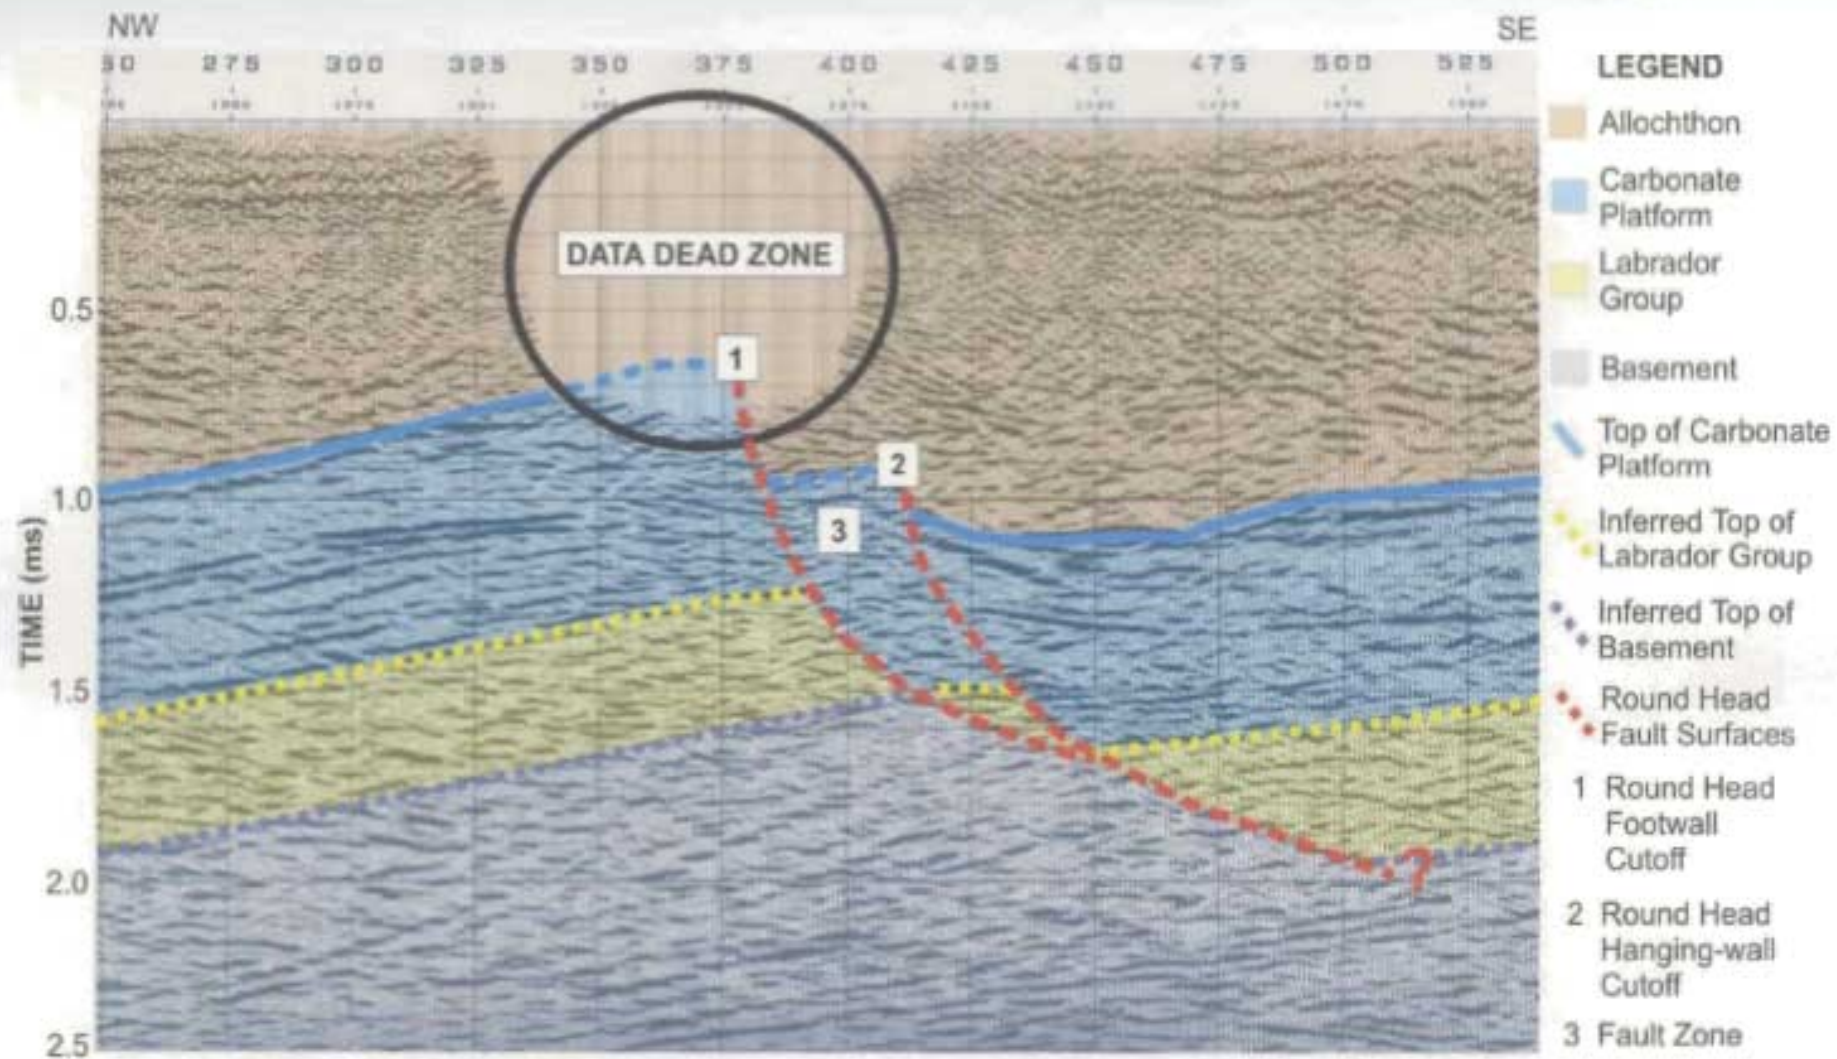 NW
SE
275
300
325
350
375
400
425
450
475
500
525
DATA DEAD ZONE
1
2
3
0.5
1.0
1.5
2.0
2.5
TIME (ms)
?
LEGEND
Allochthon
Carbonate
Platform
Labrador
Group
Basement
Top of Carbonate
Platform
Inferred Top of
Labrador Group
Inferred Top of
Basement
Round Head
Fault Surfaces
1 Round Head
Footwall
Cutoff
2 Round Head
Hanging-wall
Cutoff
3 Fault Zone